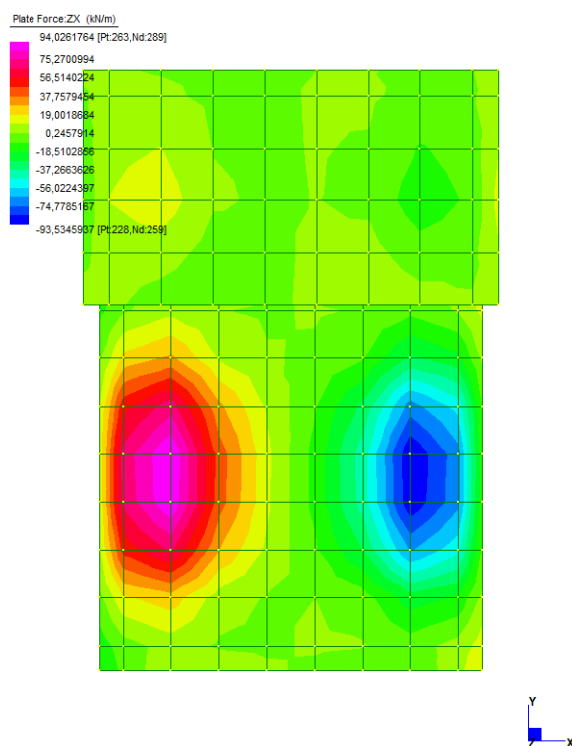 Plate Force:ZX (kN/m)
94,0261764 [Pt:263,Nd:289]
75,2700994
56,5140224
37,7579454
19,0018684
0,2457914
-18,5102856
-37,2663626
-56,0224397
-74,7785167
-93,5345937 [Pt:228,Nd:259]
Y
Z X